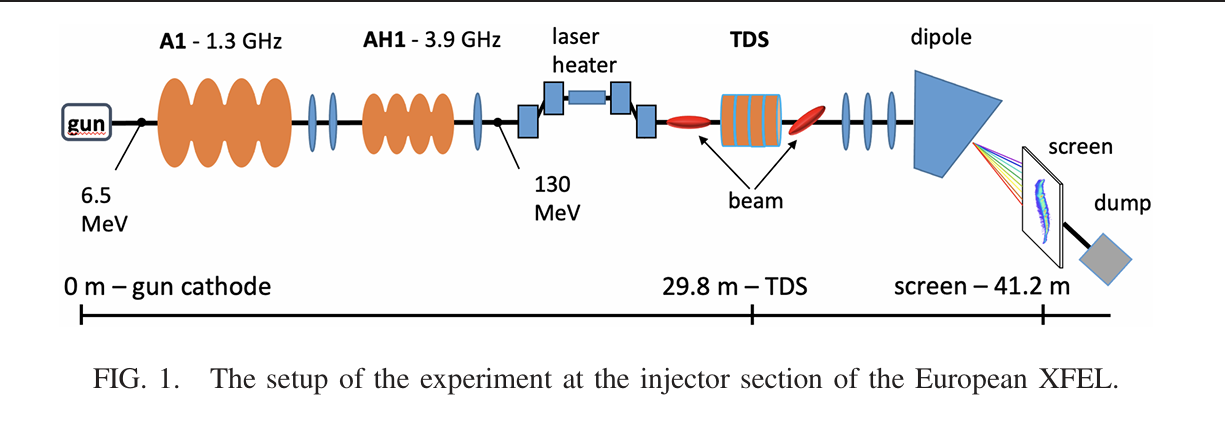 A1 - 1.3 GHz
AH1 - 3.9 GHz
laser
heater
TDS
dipole
gun
screen
6.5
MeV
130
MeV
beam
dump
0 m – gun cathode
29.8 m – TDS
screen – 41.2 m
FIG. 1. The setup of the experiment at the injector section of the European XFEL.